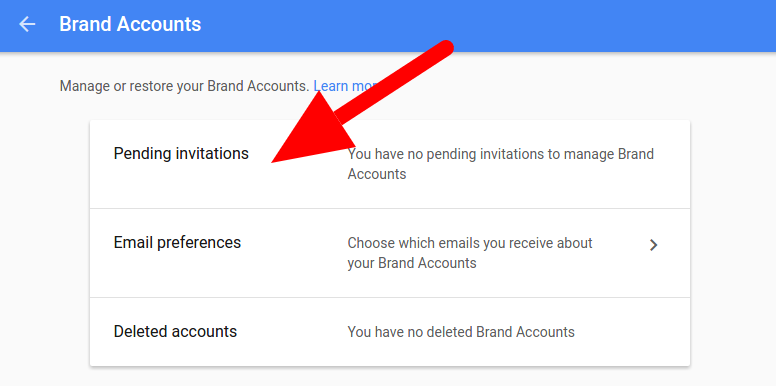 Brand Accounts
Manage or restore your Brand Accounts. Learn more
Pending invitations
You have no pending invitations to manage Brand
Accounts
Email preferences
Choose which emails you receive about
your Brand Accounts
Deleted accounts
You have no deleted Brand Accounts